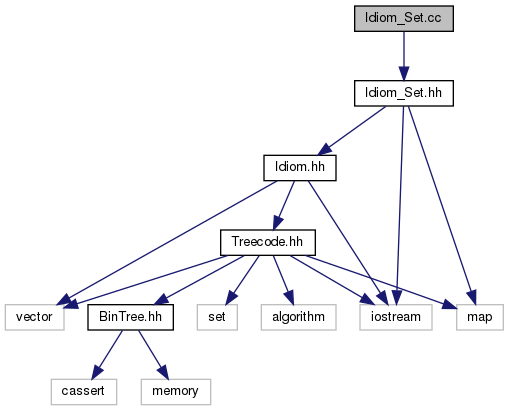 Idiom_Set.cc
Idiom_Set.hh
Idiom.hh
Treecode.hh
vector
BinTree.hh
set
algorithm
iostream
map
cassert
memory